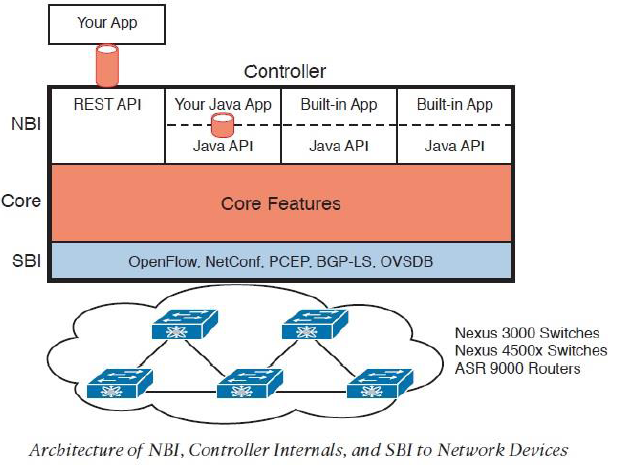 Your App
Controller
NBI
REST API
Your Java App
Java API
Built-in App
Java API
Built-in App
Java API
Core
Core Features
SBI
OpenFlow, NetConf, PCEP, BGP-LS, OVSDB
Nexus 3000 Switches
Nexus 4500x Switches
ASR 9000 Routers
Architecture of NBI, Controller Internals, and SBI to Network Devices